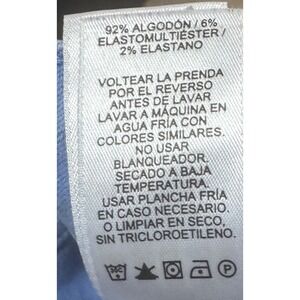 92% ALGODÓN / 6%
ELASTOMULTIÉSTER /
2% ELASTANO
VOLTEAR LA PRENDA
POR EL REVERSO
ANTES DE LAVAR
LAVAR A MÁQUINA EN
AGUA FRÍA CON
COLORES SIMILARES.
NO USAR
BLANQUEADOR.
SECADO A BAJA
TEMPERATURA.
USAR PLANCHA FRÍA
EN CASO NECESARIO.
O LIMPIAR EN SECO,
SIN TRICLOROETILENO.
P